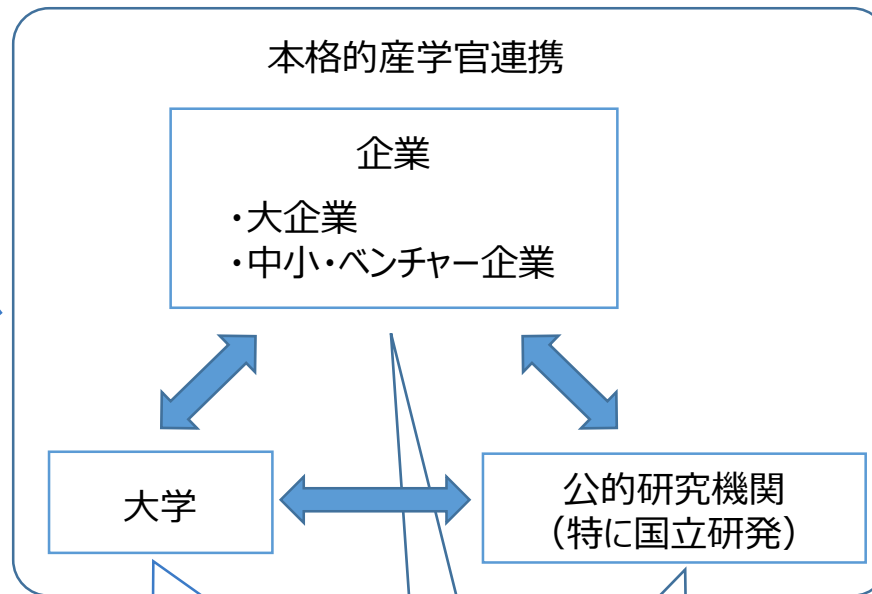 本格的産学官連携
企業
・大企業
・中小・ベンチャー企業
大学
公的研究機関
(特に国立研発)